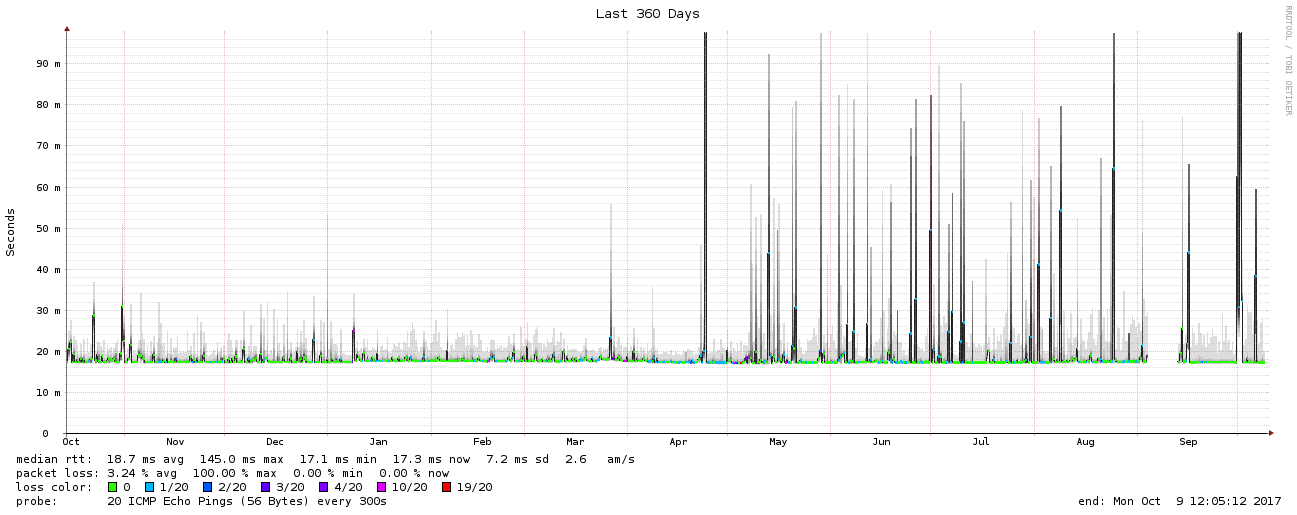 Last 360 Days
RRDTOOL / TOBI OETIKER
Seconds
90 m
80 m
70 m
60 m
50 m
40 m
30 m
20 m
10 m
0
Oct Nov Dec Jan Feb Mar Apr May Jun Jul Aug Sep
median rtt: 18.7 ms avg 145.0 ms max 17.1 ms min 17.3 ms now 7.2 ms sd 2.6 am/s
packet loss: 3.24 % avg 100.00 % max 0.00 % min 0.00 % now
loss color: 0 1/20 2/20 3/20 4/20 10/20 19/20
probe: 20 ICMP Echo Pings (56 Bytes) every 300s end: Mon Oct 9 12:05:12 2017